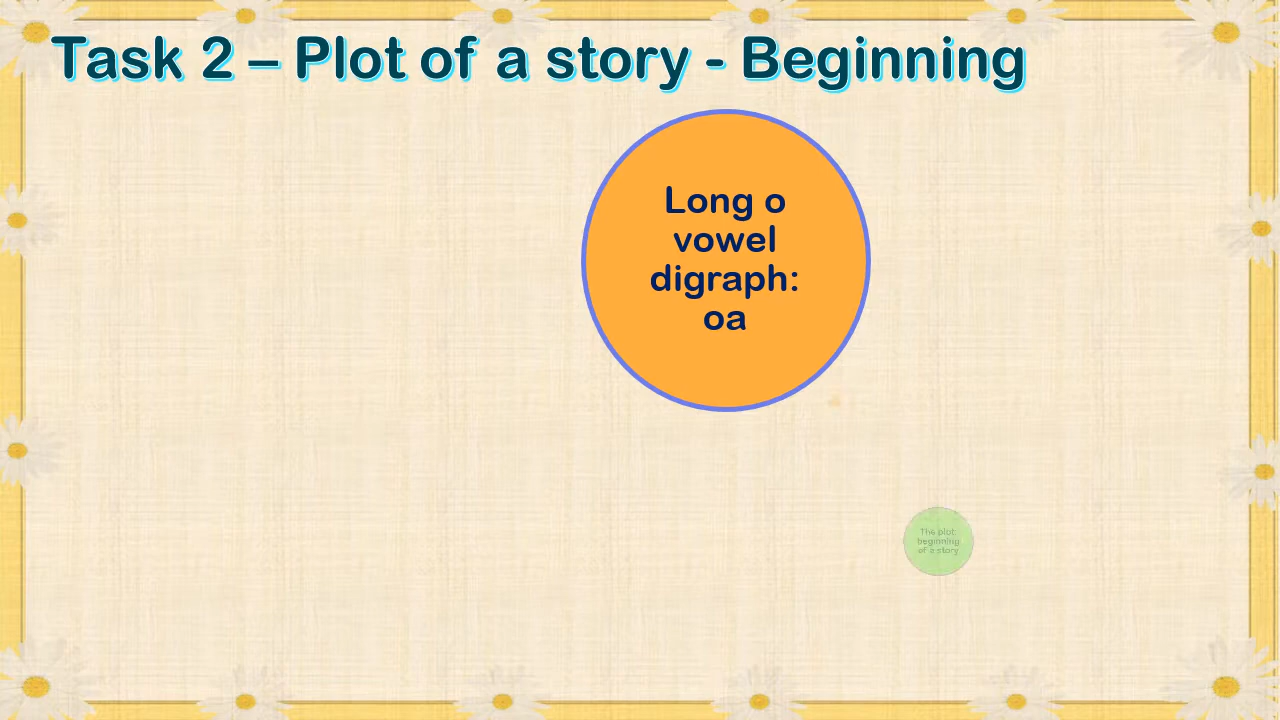 Task 2 – Plot of a story - Beginning
Long o
vowel
digraph:
oa
The plot:
beginning
of a story